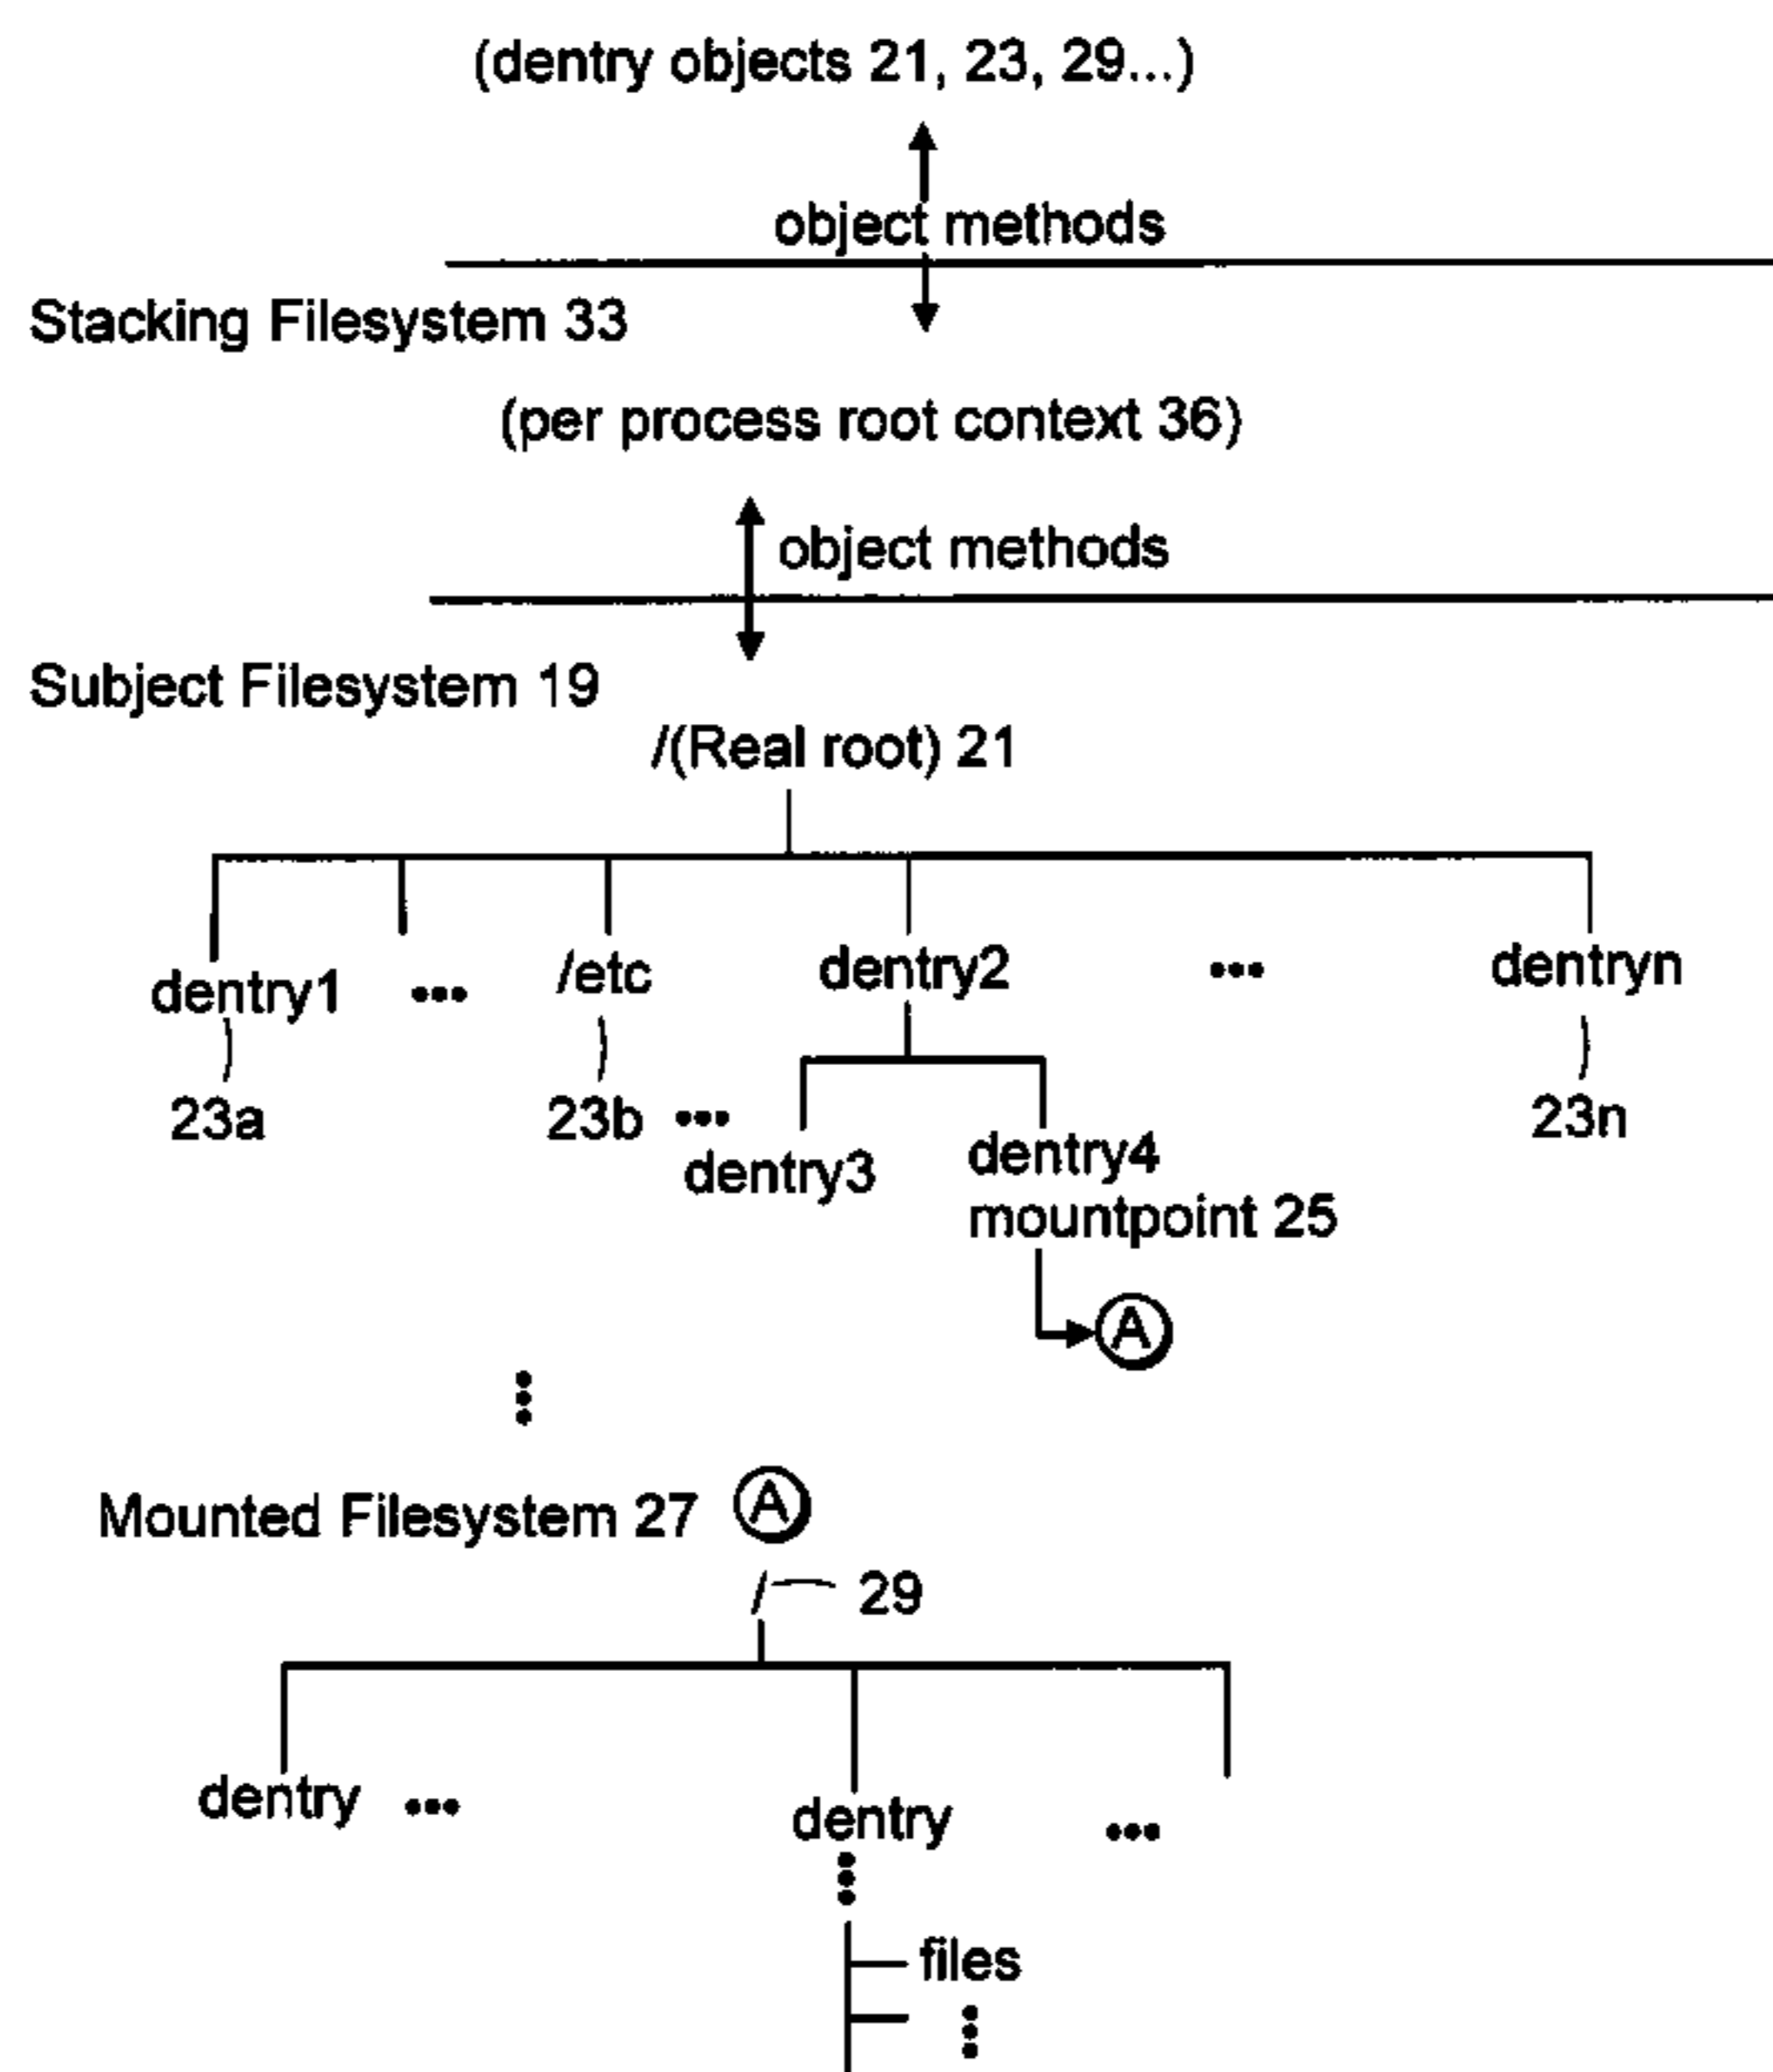 (dentry objects 21, 23, 29...)
object methods
Stacking Filesystem 33
(per process root context 36)
object methods
Subject Filesystem 19
/(Real root) 21
dentry1 ... /etc dentry2 ... dentryn
23a 23b ... 23n
dentry3 dentry4
mountpoint 25
A
Mounted Filesystem 27 A
/ 29
dentry ... dentry ...
files